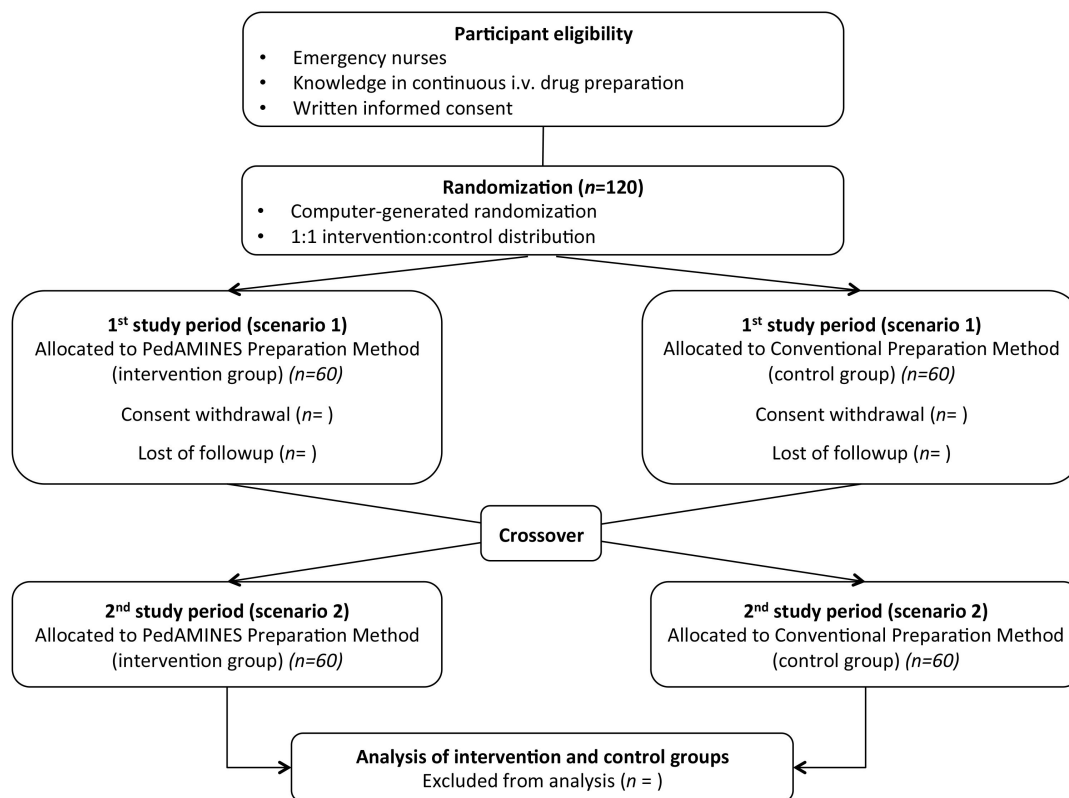 Participant eligibility
• Emergency nurses
• Knowledge in continuous i.v. drug preparation
• Written informed consent
Randomization (n=120)
• Computer-generated randomization
• 1:1 intervention:control distribution
1st study period (scenario 1)
Allocated to PedAMINES Preparation Method
(intervention group) (n=60)
Consent withdrawal (n= )
Lost of followup (n= )
1st study period (scenario 1)
Allocated to Conventional Preparation Method
(control group) (n=60)
Consent withdrawal (n= )
Lost of followup (n= )
Crossover
2nd study period (scenario 2)
Allocated to PedAMINES Preparation Method
(intervention group) (n=60)
2nd study period (scenario 2)
Allocated to Conventional Preparation Method
(control group) (n=60)
Analysis of intervention and control groups
Excluded from analysis (n = )